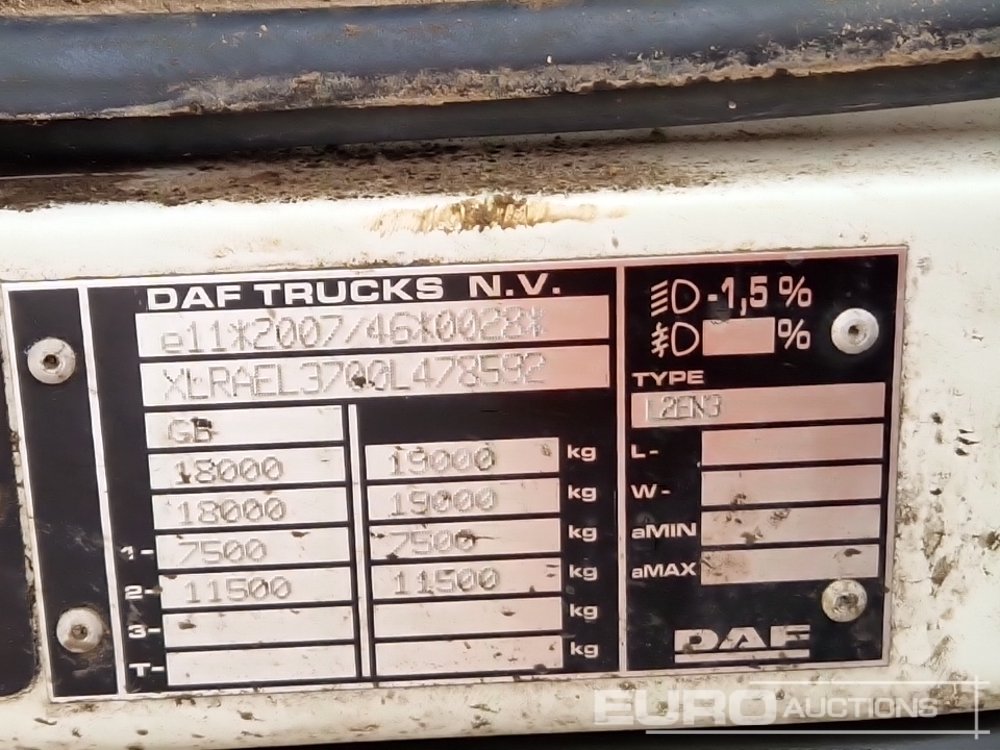 DAF TRUCKS N.V.
e11*2007/46*0028*
XLRAEL3700L478592
GB
18000 19000 kg
18000 19000 kg
1- 7500 7500 kg
2- 11500 11500 kg
3- kg
T- kg
-1,5 %
%
TYPE
L2EN3
L-
W-
aMIN
aMAX
DAF
EURO AUCTIONS